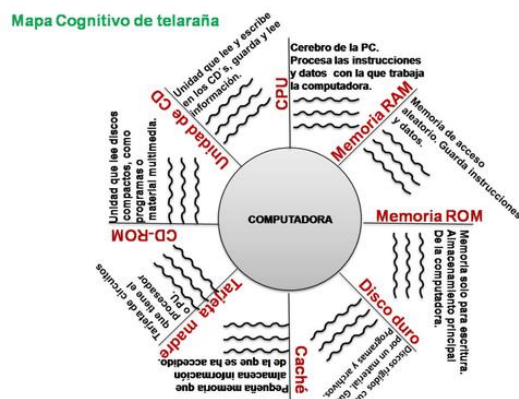 Mapa Cognitivo de telaraña
COMPUTADORA
CPU
Cerebro de la PC.
Procesa las instrucciones
y datos con la que trabaja
la computadora.
Memoria RAM
Memoria de acceso
aleatorio. Guarda instrucciones
y datos.
Memoria ROM
Memoria solo para escritura.
Almacenamiento principal
De la computadora.
Disco duro
Discos rígidos
por un material.
Programas y archivos.
Caché
Pequeña memoria que
almacena información
de la que se ha accedido.
Tarjeta madre
Tarjeta de circuitos
que tiene el
procesador
o PU.
CD-ROM
Unidad que lee discos
compactos, como
programas o
material multimedia.
Unidad de CD
Unidad que lee y escribe
en los CD´s, guarda y lee
información.